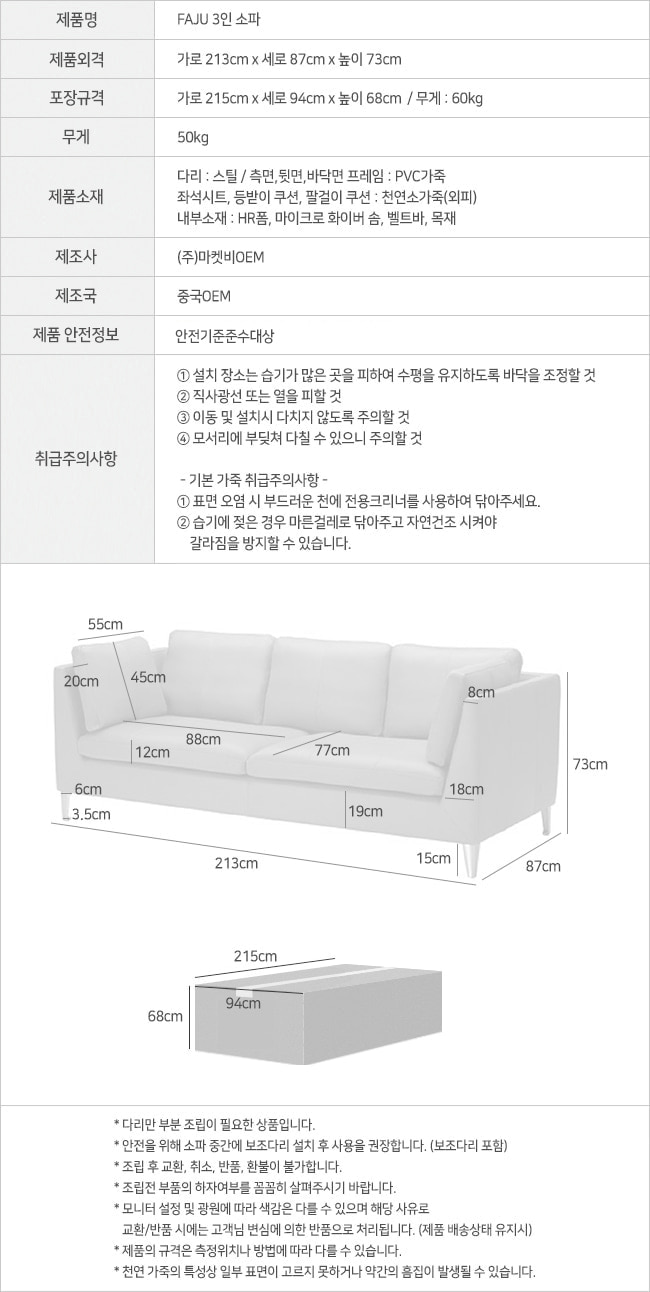 제품명
FAJU 3인 소파
제품외격
가로 213cm x 세로 87cm x 높이 73cm
포장규격
가로 215cm x 세로 94cm x 높이 68cm / 무게 : 60kg
무게
50kg
제품소재
다리 : 스틸 / 측면,뒷면,바닥면 프레임 : PVC가죽
좌석시트, 등받이 쿠션, 팔걸이 쿠션 : 천연소가죽(외피)
내부소재 : HR폼, 마이크로 화이버 솜, 벨트바, 목재
제조사
(주)마켓비OEM
제조국
중국OEM
제품 안전정보
안전기준준수대상
취급주의사항
① 설치 장소는 습기가 많은 곳을 피하여 수평을 유지하도록 바닥을 조정할 것
② 직사광선 또는 열을 피할 것
③ 이동 및 설치시 다치지 않도록 주의할 것
④ 모서리에 부딪쳐 다칠 수 있으니 주의할 것
- 기본 가죽 취급주의사항 -
① 표면 오염 시 부드러운 천에 전용크리너를 사용하여 닦아주세요.
② 습기에 젖은 경우 마른걸레로 닦아주고 자연건조 시켜야
갈라짐을 방지할 수 있습니다.
55cm
20cm
45cm
8cm
88cm
77cm
12cm
73cm
6cm
18cm
3.5cm
19cm
15cm
213cm
87cm
215cm
94cm
68cm
* 다리만 부분 조립이 필요한 상품입니다.
* 안전을 위해 소파 중간에 보조다리 설치 후 사용을 권장합니다. (보조다리 포함)
* 조립 후 교환, 취소, 반품, 환불이 불가합니다.
* 조립전 부품의 하자여부를 꼼꼼히 살펴주시기 바랍니다.
* 모니터 설정 및 광원에 따라 색감은 다를 수 있으며 해당 사유로
교환/반품 시에는 고객님 변심에 의한 반품으로 처리됩니다. (제품 배송상태 유지시)
* 제품의 규격은 측정위치나 방법에 따라 다를 수 있습니다.
* 천연 가죽의 특성상 일부 표면이 고르지 못하거나 약간의 흠집이 발생될 수 있습니다.